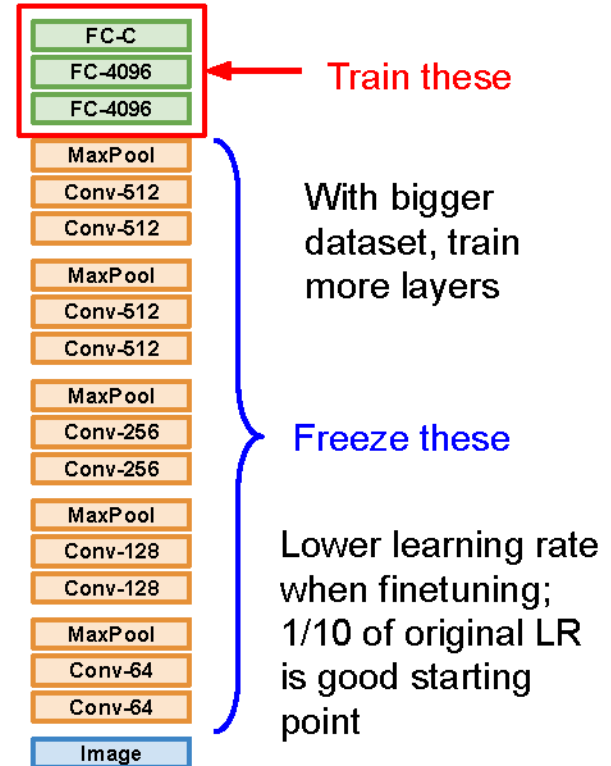 FC-C
FC-4096
FC-4096
Train these
MaxPool
Conv-512
Conv-512
With bigger
dataset, train
more layers
MaxPool
Conv-512
Conv-512
MaxPool
Conv-256
Conv-256
Freeze these
MaxPool
Conv-128
Conv-128
Lower learning rate
when finetuning;
1/10 of original LR
is good starting
point
MaxPool
Conv-64
Conv-64
Image